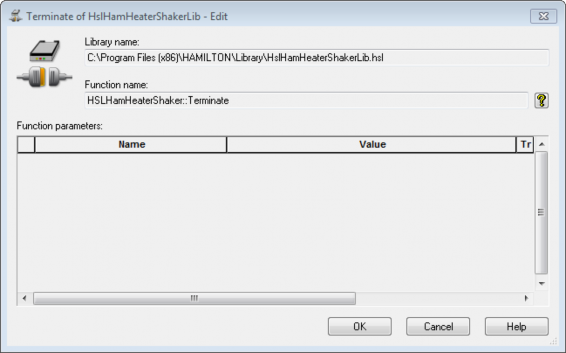 Terminate of HslHamHeaterShakerLib - Edit
Library name:
C:\Program Files (x86)\HAMILTON\Library\HslHamHeaterShakerLib.hsl
Function name:
HSLHamHeaterShaker::Terminate
Function parameters:
Name Value Tr
OK Cancel Help